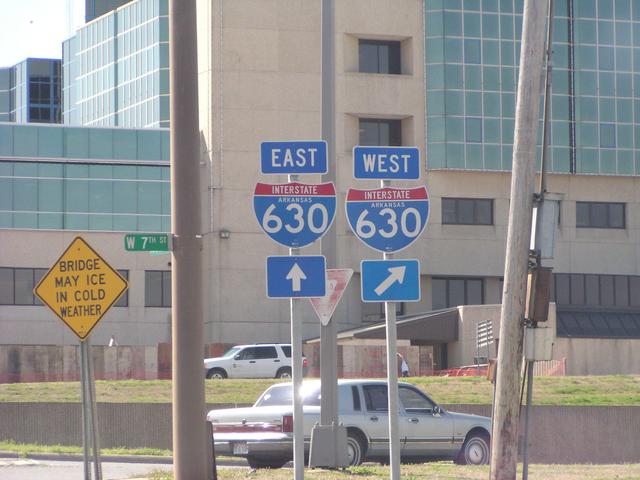 EAST
INTERSTATE
ARKANSAS
630
WEST
INTERSTATE
ARKANSAS
630
W 7TH ST
BRIDGE
MAY ICE
IN COLD
WEATHER